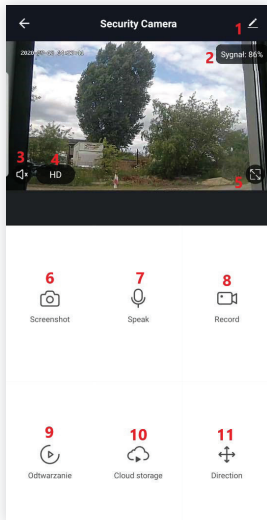 Security Camera
1
2
Sygnał: 86%
3
4
HD
5
6
7
8
Screenshot
Speak
Record
9
10
11
Odtwarzanie
Cloud storage
Direction